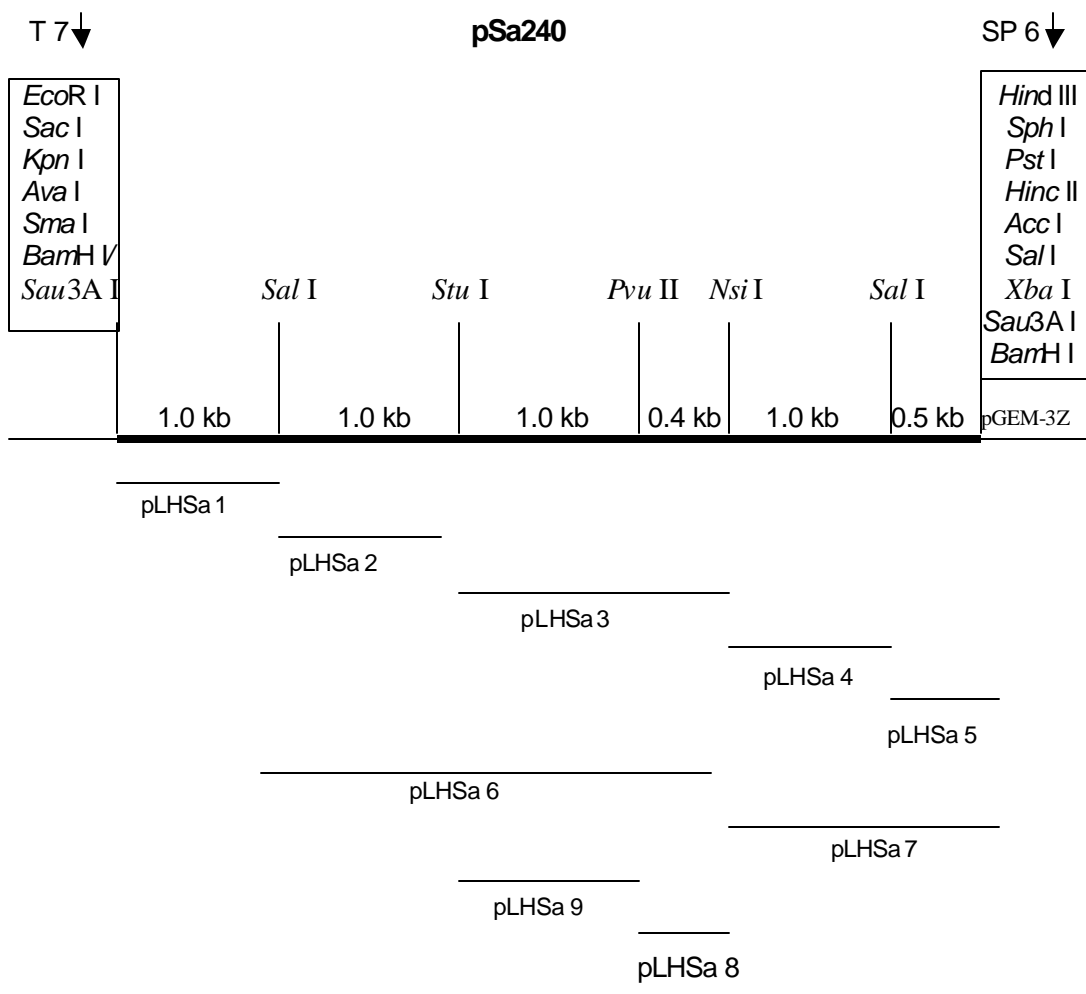 T 7
pSa240
SP 6
EcoR I
Sac I
Kpn I
Ava I
Sma I
BamH I/
Sau3A I
Hind III
Sph I
Pst I
Hinc II
Acc I
Sal I
Xba I
Sau3A I
BamH I
Sal I
Stu I
Pvu II
Nsi I
Sal I
1.0 kb
1.0 kb
1.0 kb
0.4 kb
1.0 kb
0.5 kb
pGEM-3Z
pLHSa 1
pLHSa 2
pLHSa 3
pLHSa 4
pLHSa 5
pLHSa 6
pLHSa 7
pLHSa 9
pLHSa 8